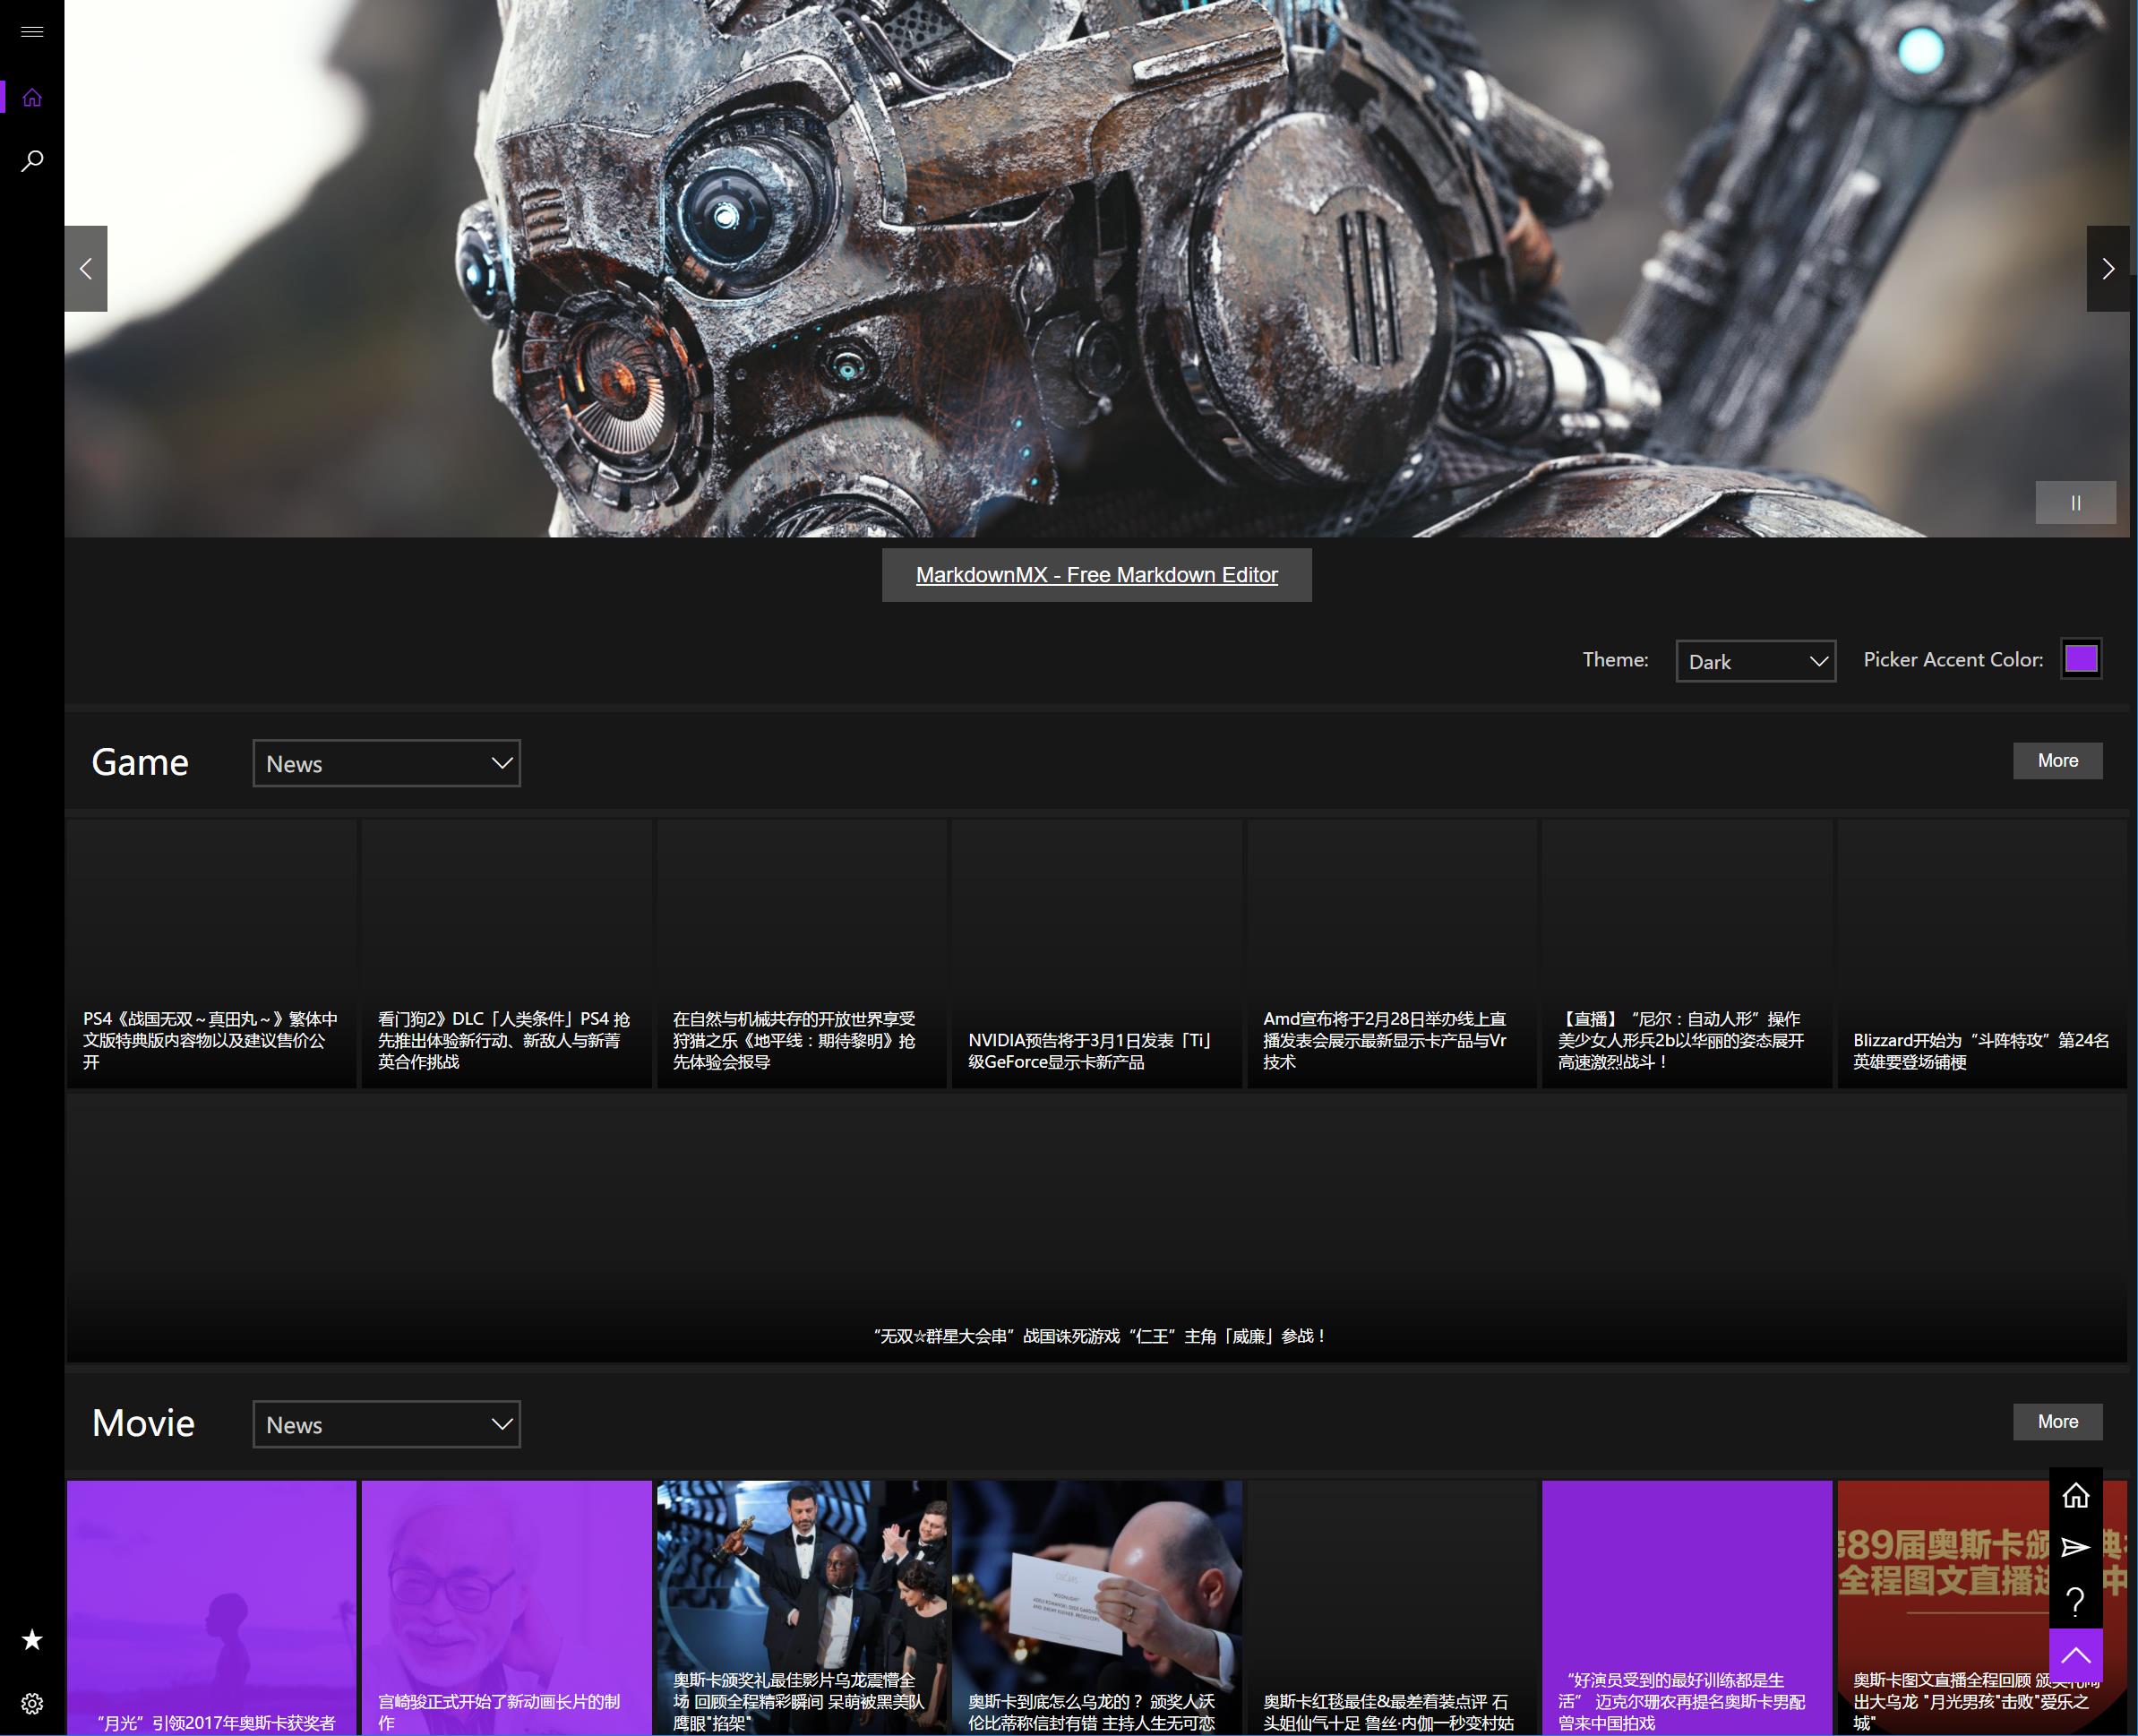 MarkdownMX - Free Markdown Editor
Theme:
Dark
Picker Accent Color:
Game
News
More
PS4《战国无双～真田丸～》繁体中
文版特典版内容物以及建议售价公
开
看门狗2》DLC「人类条件」PS4 抢
先推出体验新行动、新敌人与新菁
英合作挑战
在自然与机械共存的开放世界享受
狩猎之乐《地平线：期待黎明》抢
先体验会报导
NVIDIA预告将于3月1日发表「Ti」
级GeForce显示卡新产品
Amd宣布将于2月28日举办线上直
播发表会展示最新显示卡产品与Vr
技术
【直播】“尼尔：自动人形”操作
美少女人形兵2b以华丽的姿态展开
高速激烈战斗！
Blizzard开始为“斗阵特攻”第24名
英雄要登场铺梗
“无双☆群星大会串”战国诛死游戏“仁王”主角「威廉」参战！
Movie
News
More
“月光”引领2017年奥斯卡获奖者
宫崎骏正式开始了新动画长片的制
作
奥斯卡颁奖礼最佳影片乌龙震懵全
场 回顾全程精彩瞬间 呆萌被黑美队
鹰眼"掐架"
奥斯卡到底怎么乌龙的？ 颁奖人沃
伦比蒂称信封有错 主持人生无可恋
奥斯卡红毯最佳&最差着装点评 石
头姐仙气十足 鲁丝·内伽一秒变村姑
“好演员受到的最好训练都是生
活” 迈克尔珊农再提名奥斯卡男配
曾来中国拍戏
89届奥斯卡颁
全程图文直播
奥斯卡图文直播全程回顾
出大乌龙 "月光男孩"击败"爱乐之
城"